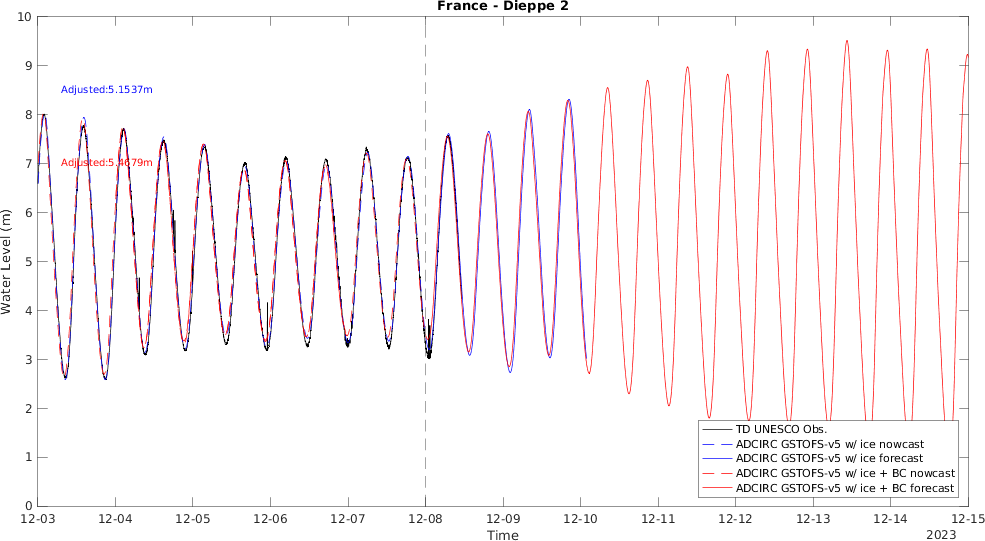 France - Dieppe 2
10
9
8
7
6
5
4
3
2
1
0
Water Level (m)
Adjusted:5.1537m
Adjusted:5.4679m
TD UNESCO Obs.
ADCIRC GSTOFS-v5 w/ ice nowcast
ADCIRC GSTOFS-v5 w/ ice forecast
ADCIRC GSTOFS-v5 w/ ice + BC nowcast
ADCIRC GSTOFS-v5 w/ ice + BC forecast
12-03 12-04 12-05 12-06 12-07 12-08 12-09 12-10 12-11 12-12 12-13 12-14 12-15
Time
2023